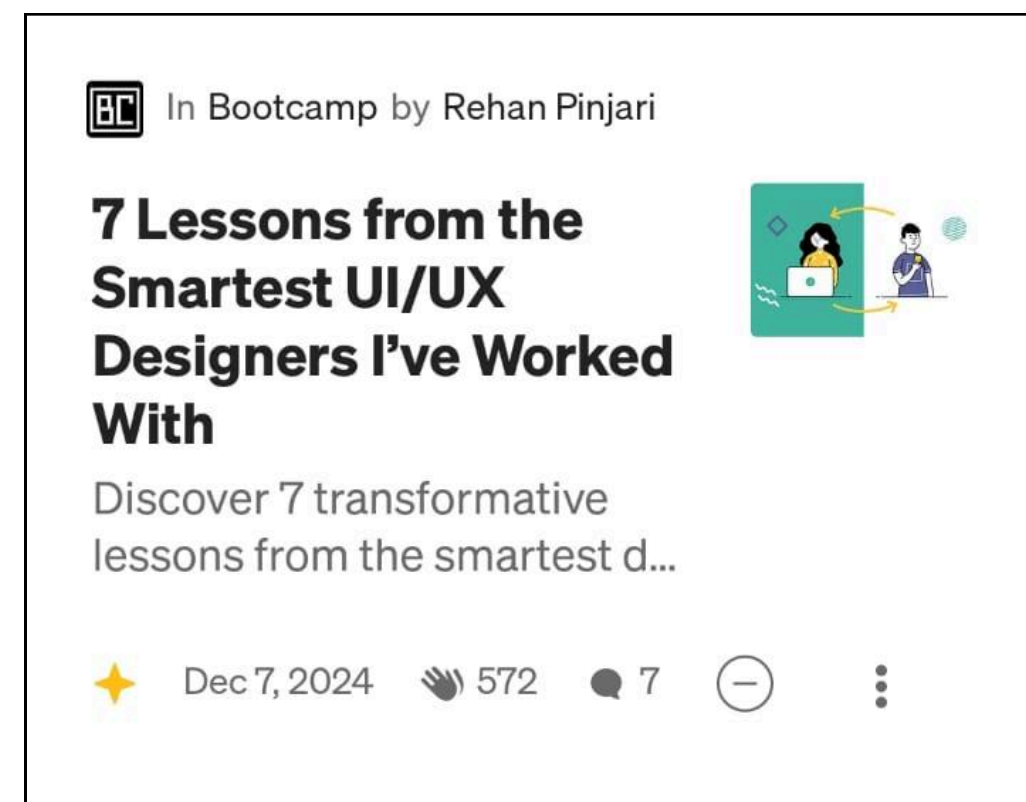 BC In Bootcamp by Rehan Pinjari
7 Lessons from the
Smartest UI/UX
Designers I’ve Worked
With
Discover 7 transformative
lessons from the smartest d...
Dec 7, 2024 572 7